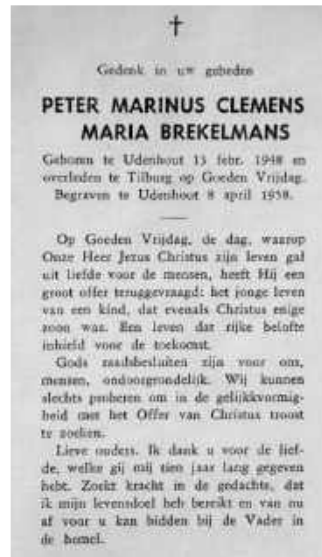 Gedenk in uw gebeden
PETER MARINUS CLEMENS
MARIA BREKELMANS
Geboren te Udenhout 13 febr. 1948 en
overleden te Tilburg op Goeden Vrijdag.
Begraven te Udenhout 8 april 1958.
Op Goeden Vrijdag, de dag, waarop
Onze Heer Jezus Christus zijn leven gaf
uit liefde voor de mensen, heeft Hij een
groot offer teruggevraagd: het jonge leven
van een kind, dat evenals Christus enige
zoon was. Een leven dat rijke belofte
inhield voor de toekomst.
Gods raadsbesluiten zijn voor ons,
mensen, ondoorgrondelijk. Wij kunnen
slechts proberen om in de gelijkvormig-
heid met het Offer van Christus troost
te zoeken.
Lieve ouders. Ik dank u voor de lief-
de, welke gij mij tien jaar lang gegeven
hebt. Zoekt kracht in de gedachte, dat
ik mijn levensdoel heb bereikt en van nu
af voor u kan bidden bij de Vader in
de hemel.